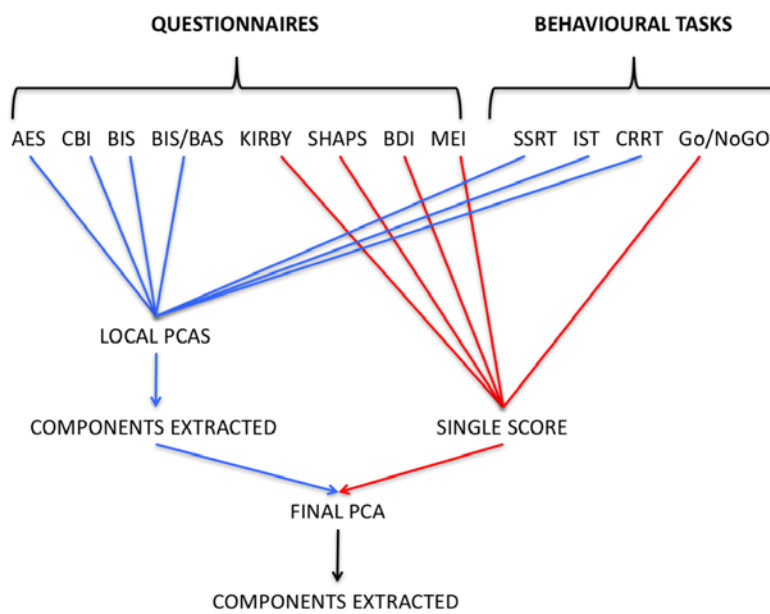 QUESTIONNAIRES BEHAVIOURAL TASKS
AES CBI BIS BIS/BAS KIRBY SHAPS BDI MEI SSRT IST CRRT Go/NoGO
LOCAL PCAS
COMPONENTS EXTRACTED SINGLE SCORE
FINAL PCA
COMPONENTS EXTRACTED